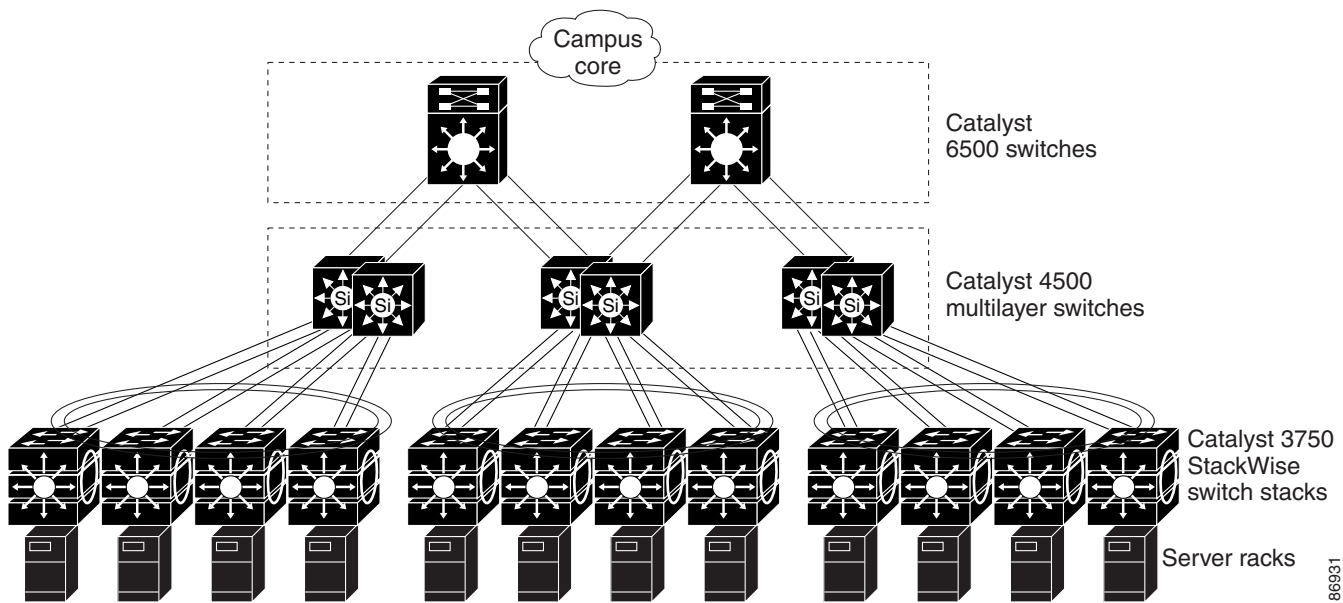 Campus
core
Catalyst
6500 switches
Si
Si
Si
Si
Si
Si
Catalyst 4500
multilayer switches
Catalyst 3750
StackWise
switch stacks
Server racks
86931